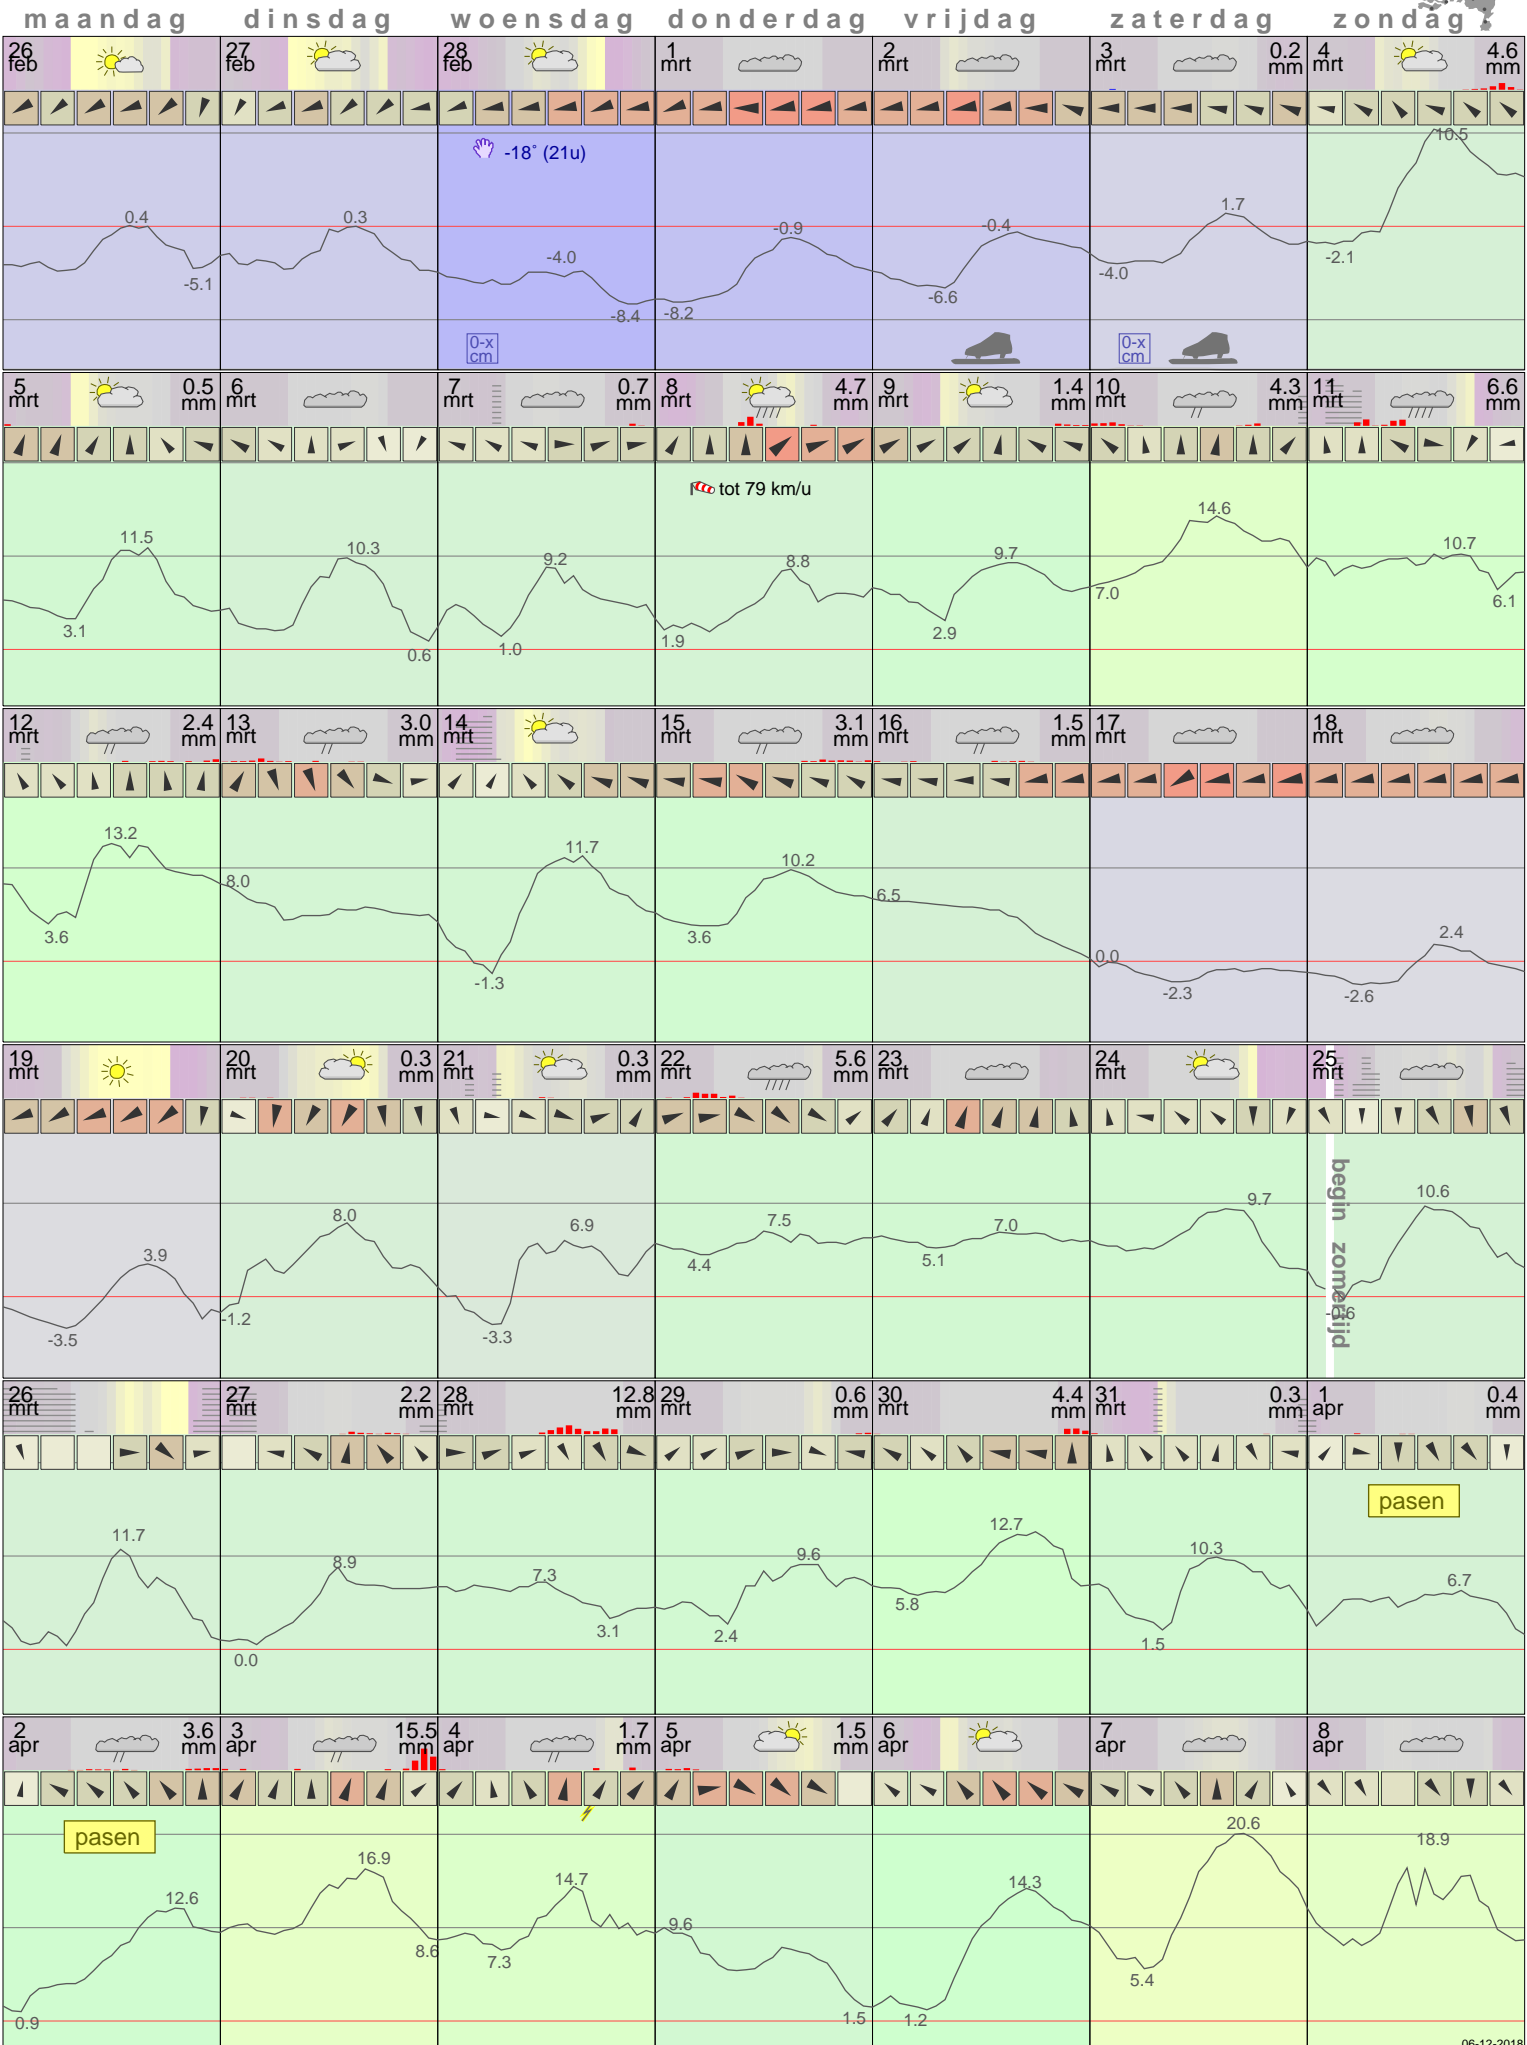 maandag dinsdag woensdag donderdag vrijdag zaterdag zondag
26 27 28 1 2 3 0.2 4 4.6
feb feb feb mrt mrt mrt mm mrt mm
-18° (21u)
10.5
0.4 0.3 -4.0 -0.9 -0.4 1.7
-5.1 -8.4 -8.2 -6.6 -4.0 -2.1
0-x 0-x
cm cm
5 0.5 6 7 0.7 8 4.7 9 1.4 10 4.3 11 6.6
mrt mm mrt mrt mm mrt mm mrt mm mrt mm mrt mm
tot 79 km/u
11.5 10.3 9.2 8.8 9.7 14.6 10.7
3.1 0.6 1.0 1.9 2.9 7.0 6.1
12 2.4 13 3.0 14 15 3.1 16 1.5 17 18
mrt mm mrt mm mrt mrt mm mrt mm mrt mrt
13.2 8.0 11.7 10.2 6.5 0.0 2.4
3.6 -1.3 3.6 -2.3 -2.6
19 20 0.3 21 0.3 22 5.6 23 24 25
mrt mrt mm mrt mm mrt mm mrt mrt mrt
begin zomertijd
3.9 8.0 6.9 7.5 7.0 9.7 10.6
-3.5 -1.2 -3.3 4.4 5.1 -0.6
26 27 2.2 28 12.8 29 0.6 30 4.4 31 0.3 1 0.4
mrt mrt mm mrt mm mrt mm mrt mm mrt mm apr mm
pasen
11.7 8.9 7.3 9.6 12.7 10.3 6.7
0.0 3.1 2.4 5.8 1.5
2 3.6 3 15.5 4 1.7 5 1.5 6 7 8
apr mm apr mm apr mm apr mm apr apr apr
pasen
12.6 16.9 14.7 9.6 14.3 20.6 18.9
0.9 8.6 7.3 1.5 1.2 5.4
06-12-2018